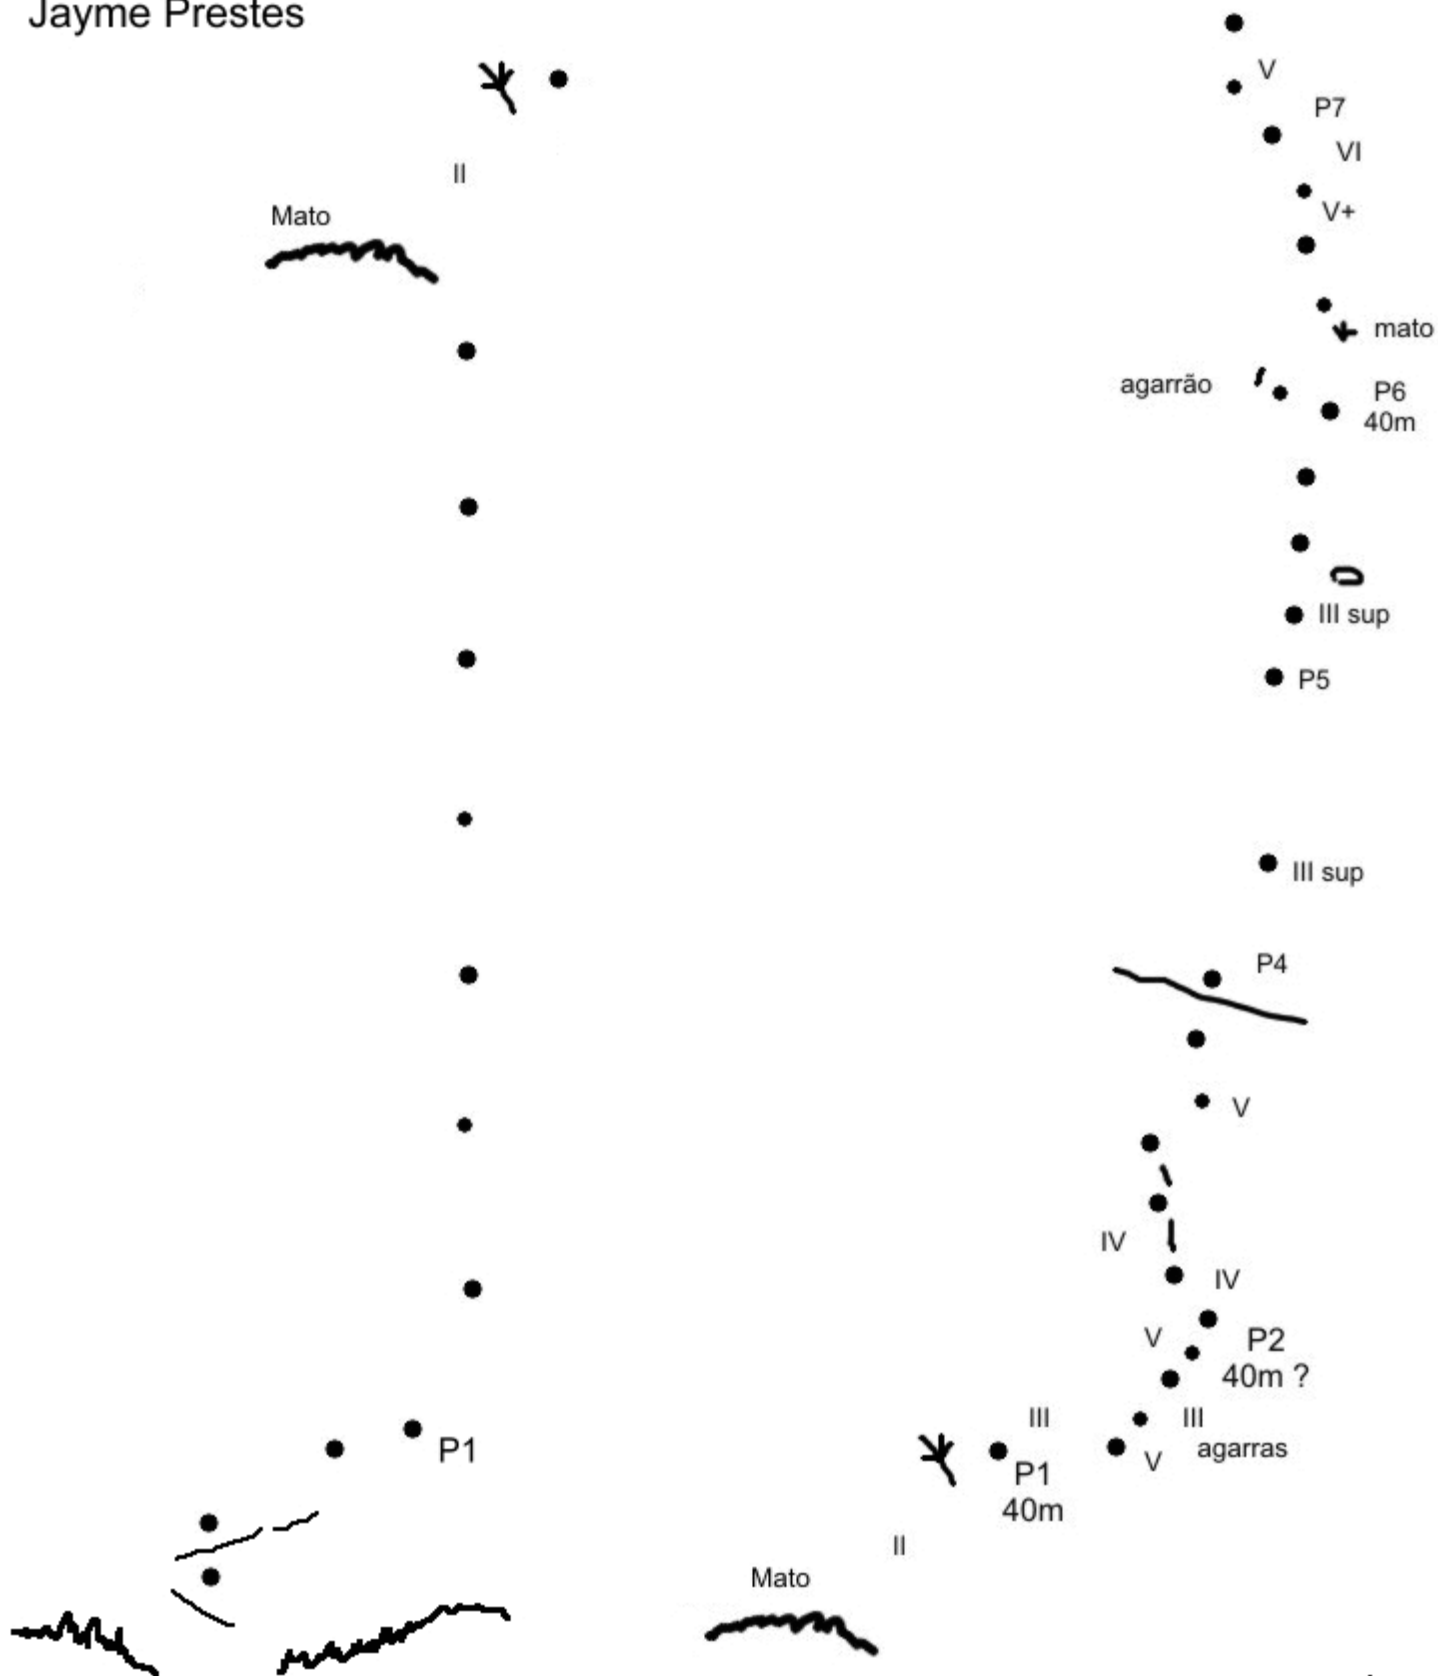 Jayme Prestes
II
Mato
P1
V
P7
VI
V+
mato
agarrão
P6
40m
III sup
P5
III sup
P4
V
IV
IV
V
P2
40m ?
III
III
agarras
V
P1
40m
II
Mato